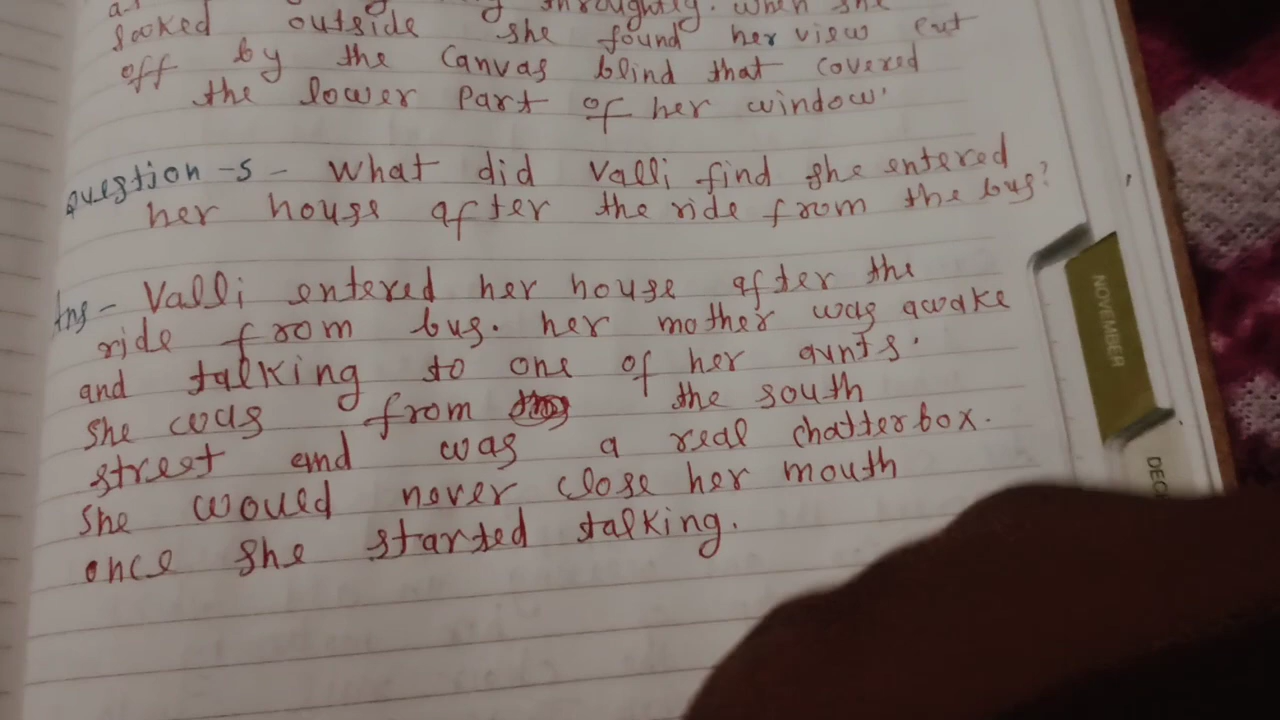 throughtly. when she
looked outside she found her view cut
off by the canvas blind that covered
the lower part of her window'
question -5 - What did Valli find she entered
her house after the ride from the bus?
Ans - Valli entered her house after the
ride from bus. her mother was awake
and talking to one of her aunts.
She was from the south
street and was a real chatterbox.
She would never close her mouth
once she started talking.
NOVEMBER
DEC